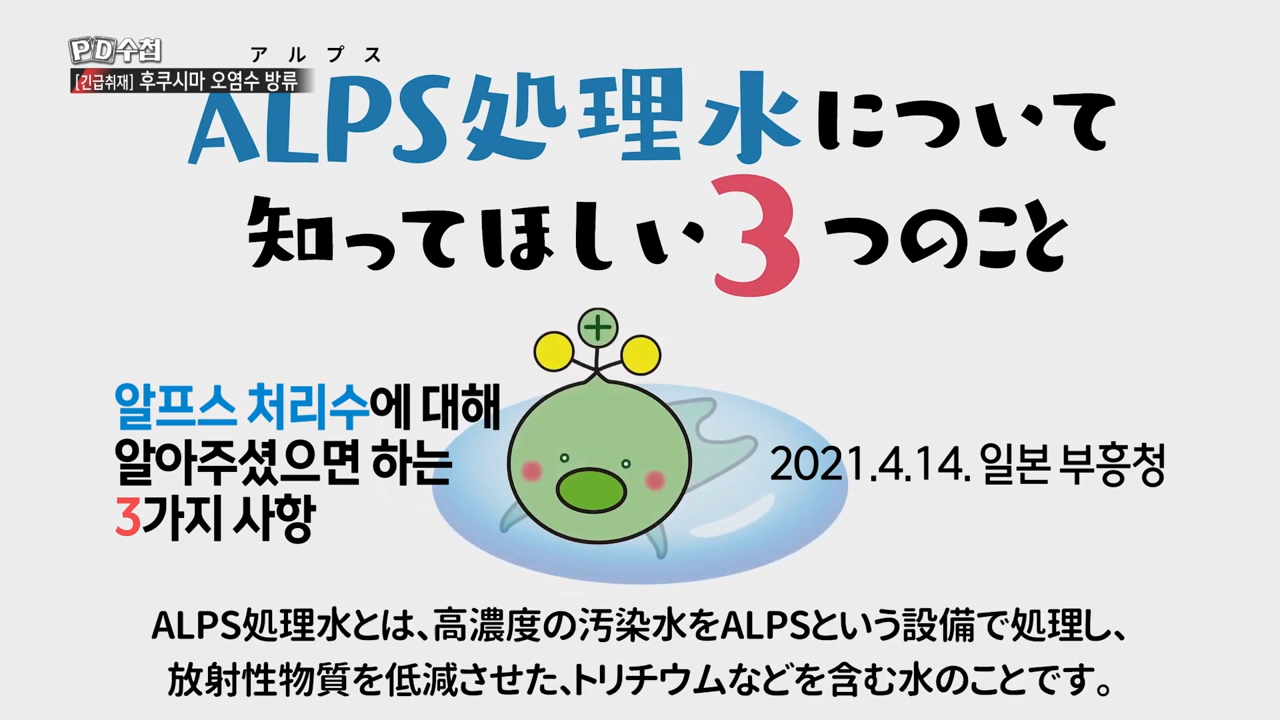 PD수첩
[긴급취재] 후쿠시마 오염수 방류
アルプス
ALPS処理水について
知ってほしい3つのこと
알프스 처리수에 대해
알아주셨으면 하는
3가지 사항
2021.4.14. 일본 부흥청
ALPS処理水とは、高濃度の汚染水をALPSという設備で処理し、
放射性物質を低減させた、トリチウムなどを含む水のことです。